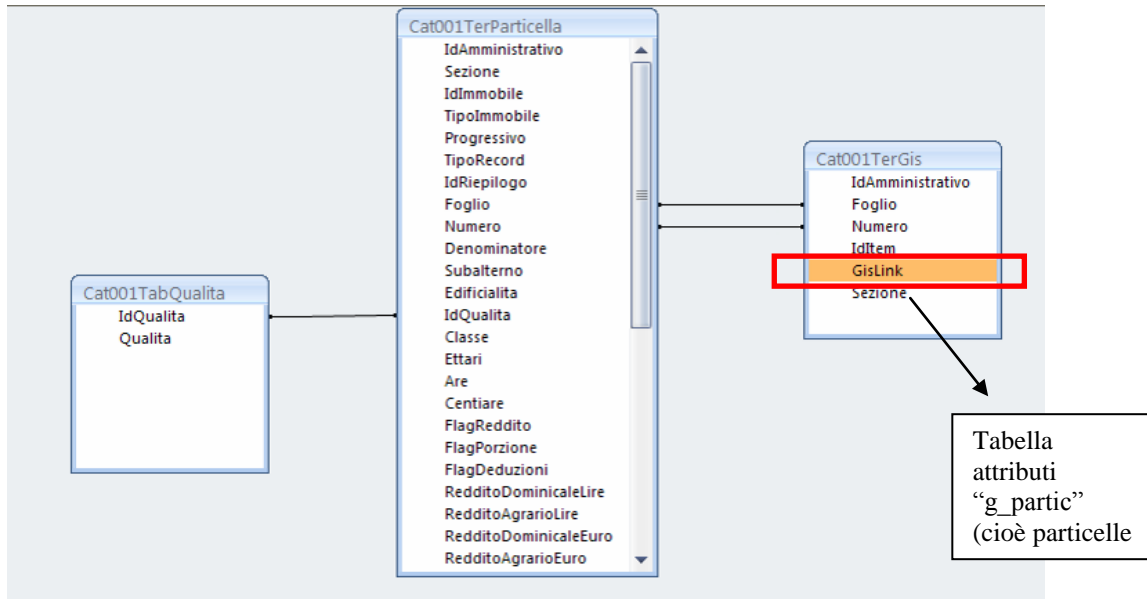 Cat001TerParticella
IdAmministrativo
Sezione
IdImmobile
TipoImmobile
Progressivo
TipoRecord
IdRiepilogo
Foglio
Numero
Denominatore
Subalterno
Edificialita
IdQualita
Classe
Ettari
Are
Centiare
FlagReddito
FlagPorzione
FlagDeduzioni
RedditoDominicaleLire
RedditoAgrarioLire
RedditoDominicaleEuro
RedditoAgrarioEuro
Cat001TerGis
IdAmministrativo
Foglio
Numero
IdItem
GisLink
Sezione
Cat001TabQualita
IdQualita
Qualita
Tabella
attributi
“g_partic”
(cioè particelle